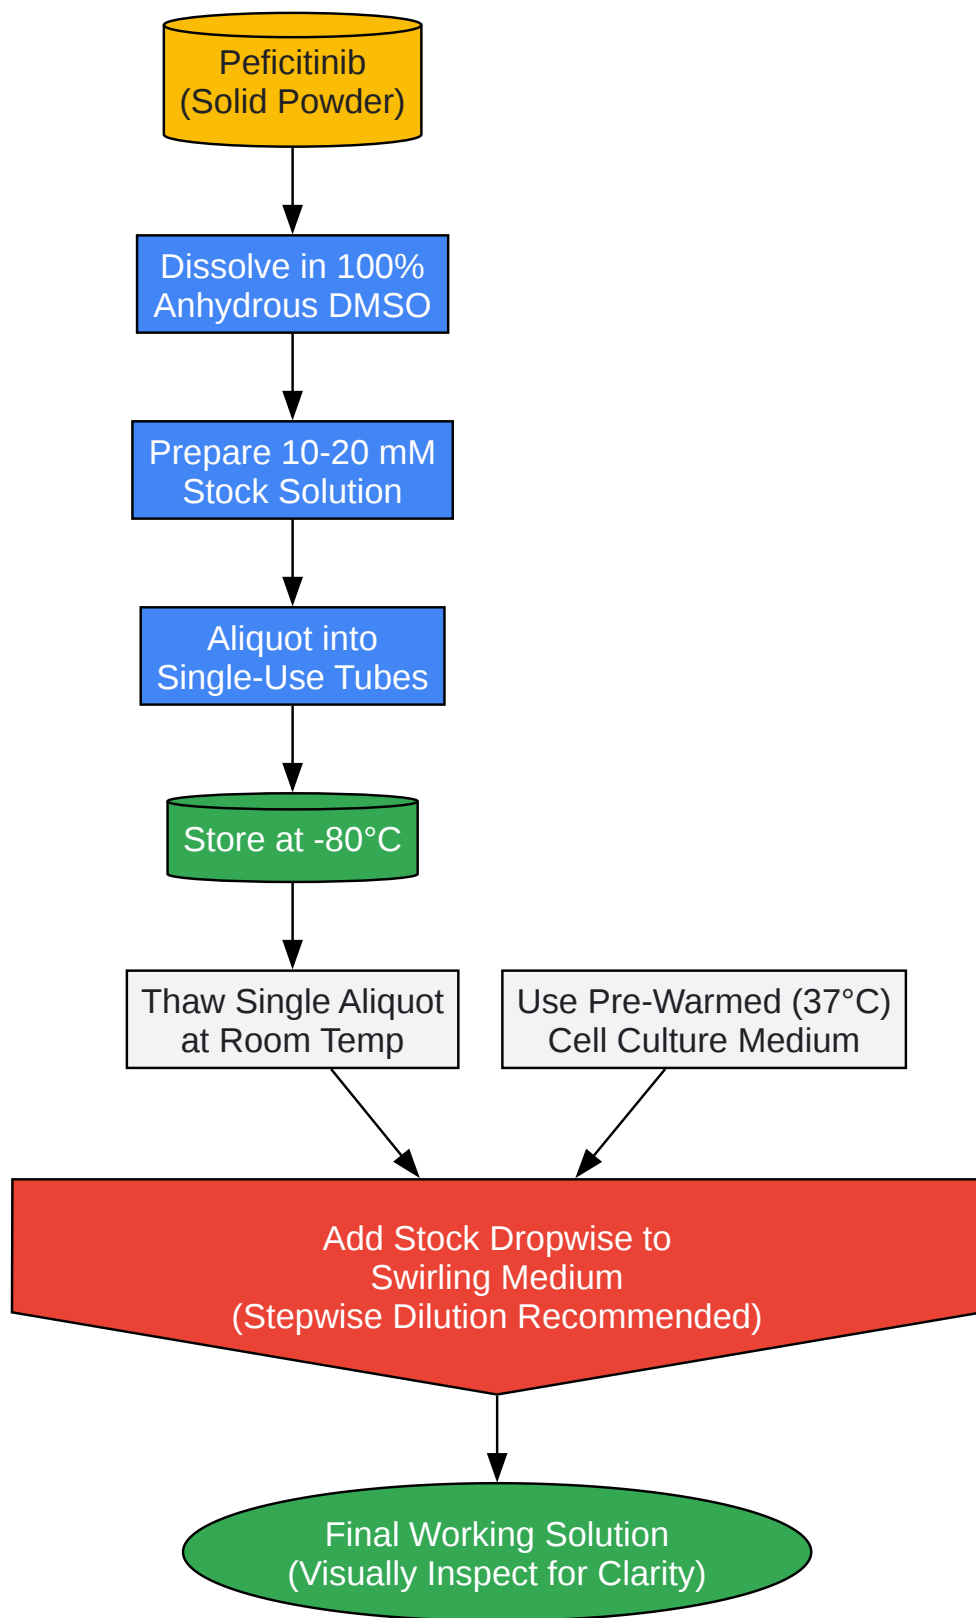 Peficitinib
(Solid Powder)
Dissolve in 100%
Anhydrous DMSO
Prepare 10-20 mM
Stock Solution
Aliquot into
Single-Use Tubes
Store at -80°C
Thaw Single Aliquot
at Room Temp
Use Pre-Warmed (37°C)
Cell Culture Medium
Add Stock Dropwise to
Swirling Medium
(Stepwise Dilution Recommended)
Final Working Solution
(Visually Inspect for Clarity)